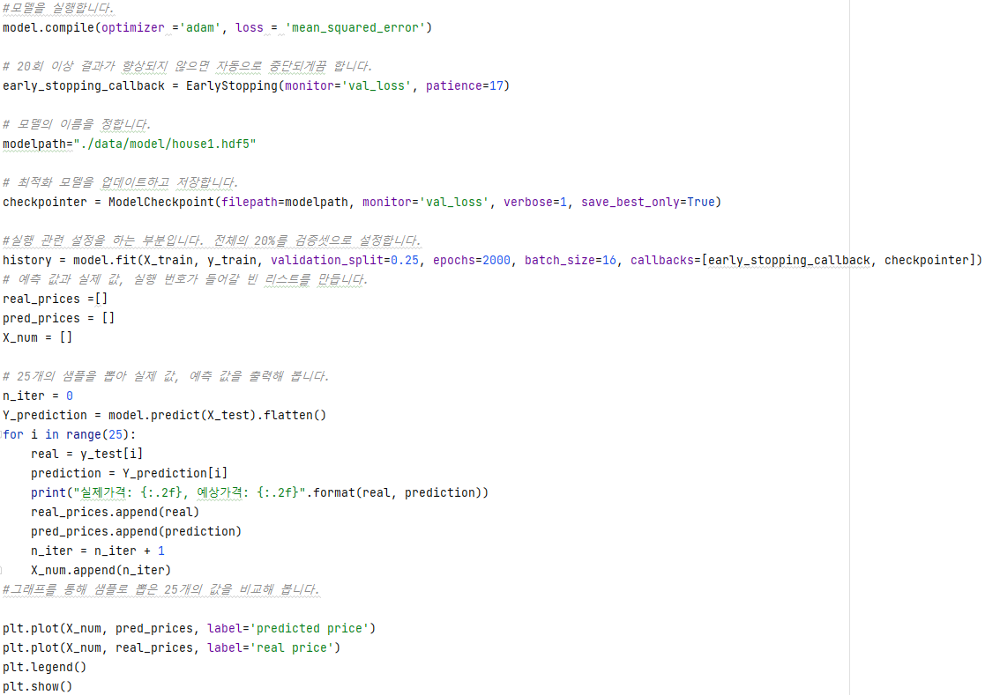 #모델을 실행합니다.
model.compile(optimizer ='adam', loss = 'mean_squared_error')
# 20회 이상 결과가 향상되지 않으면 자동으로 중단되게끔 합니다.
early_stopping_callback = EarlyStopping(monitor='val_loss', patience=17)
# 모델의 이름을 정합니다.
modelpath="./data/model/house1.hdf5"
# 최적화 모델을 업데이트하고 저장합니다.
checkpointer = ModelCheckpoint(filepath=modelpath, monitor='val_loss', verbose=1, save_best_only=True)
#실행 관련 설정을 하는 부분입니다. 전체의 20%를 검증셋으로 설정합니다.
history = model.fit(X_train, y_train, validation_split=0.25, epochs=2000, batch_size=16, callbacks=[early_stopping_callback, checkpointer])
# 예측 값과 실제 값, 실행 번호가 들어갈 빈 리스트를 만듭니다.
real_prices =[]
pred_prices = []
X_num = []
# 25개의 샘플을 뽑아 실제 값, 예측 값을 출력해 봅니다.
n_iter = 0
Y_prediction = model.predict(X_test).flatten()
for i in range(25):
    real = y_test[i]
    prediction = Y_prediction[i]
    print("실제가격: {:.2f}, 예상가격: {:.2f}".format(real, prediction))
    real_prices.append(real)
    pred_prices.append(prediction)
    n_iter = n_iter + 1
    X_num.append(n_iter)
#그래프를 통해 샘플로 뽑은 25개의 값을 비교해 봅니다.
plt.plot(X_num, pred_prices, label='predicted price')
plt.plot(X_num, real_prices, label='real price')
plt.legend()
plt.show()